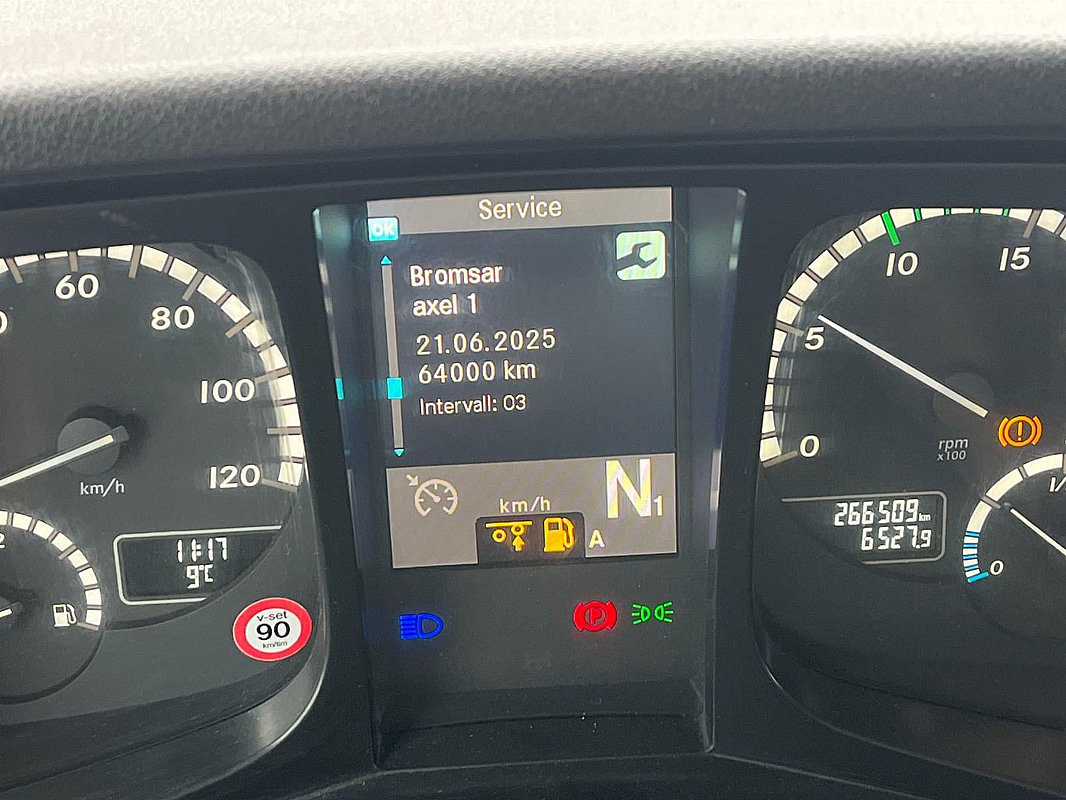 Service
OK
Bromsar
axel 1
21.06.2025
64000 km
Intervall: 03
km/h
N1
A
60
80
100
120
km/h
11:17
9°C
v-set
90
km/tim
5
10
15
0
rpm
x100
266509 km
6527.9
0
P